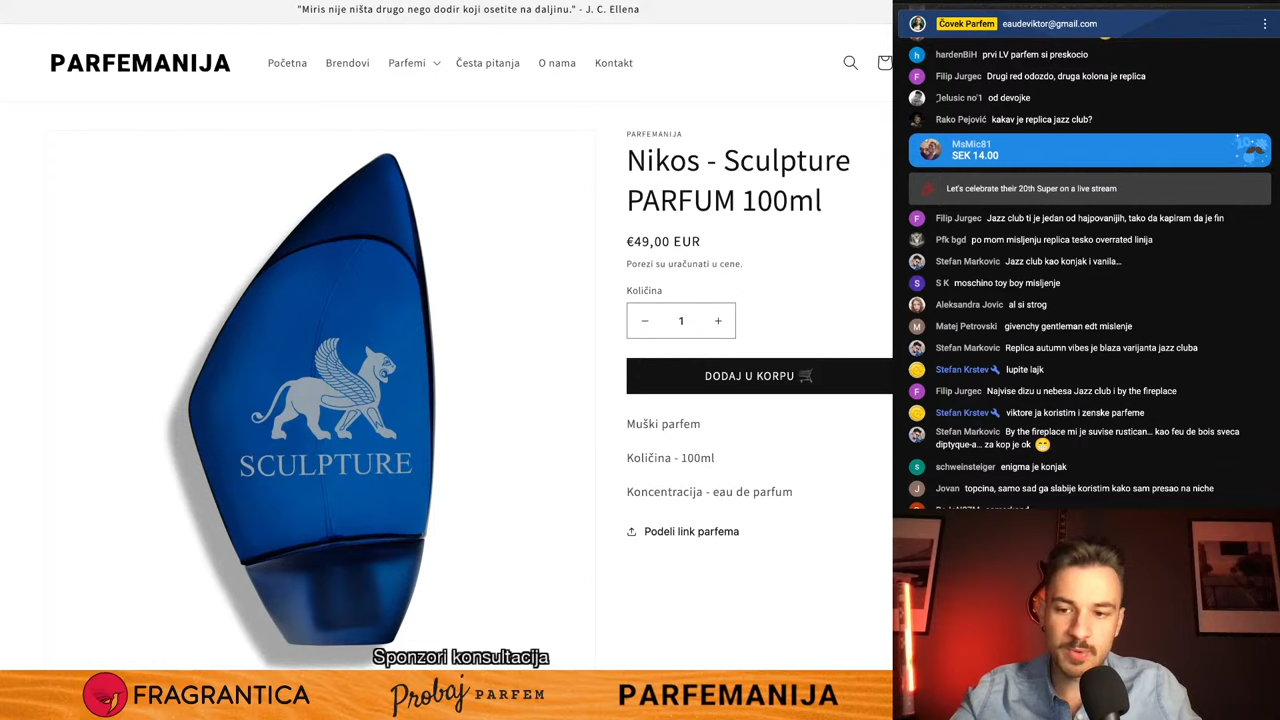 "Miris nije ništa drugo nego dodir koji osetite na daljinu." - J. C. Ellena
PARFEMANIJA
Početna
Brendovi
Parfemi
Česta pitanja
O nama
Kontakt
PARFEMANIJA
Nikos - Sculpture
PARFUM 100ml
€49,00 EUR
Porezi su uračunati u cene.
Količina
− 1 +
DODAJ U KORPU
Muški parfem
Količina - 100ml
Koncentracija - eau de parfum
Podeli link parfema
SCULPTURE
Sponzori konsultacija
FRAGRANTICA
Probaj PARFEM
PARFEMANIJA
Čovek Parfem eaudeviktor@gmail.com
hardenBiH prvi LV parfem si preskocio
Filip Jurgec Drugi red odozdo, druga kolona je replica
Jelusic no'1 od devojke
Rako Pejović kakav je replica jazz club?
MsMic81
SEK 14.00
Let's celebrate their 20th Super on a live stream
Filip Jurgec Jazz club ti je jedan od hajpovanijih, tako da kapiram da je fin
Pfk bgd po mom misljenju replica tesko overrated linija
Stefan Markovic Jazz club kao konjak i vanila…
S K moschino toy boy misljenje
Aleksandra Jovic al si strog
Matej Petrovski givenchy gentleman edt mislenje
Stefan Markovic Replica autumn vibes je blaza varijanta jazz cluba
Stefan Krstev lupite lajk
Filip Jurgec Najvise dizu u nebesa Jazz club i by the fireplace
Stefan Krstev viktore ja koristim i zenske parfeme
Stefan Markovic By the fireplace mi je suvise rustican… kao feu de bois sveca
diptyque-a… za kop je ok
schweinsteiger enigma je konjak
Jovan topcina, samo sad ga slabije koristim kako sam presao na niche